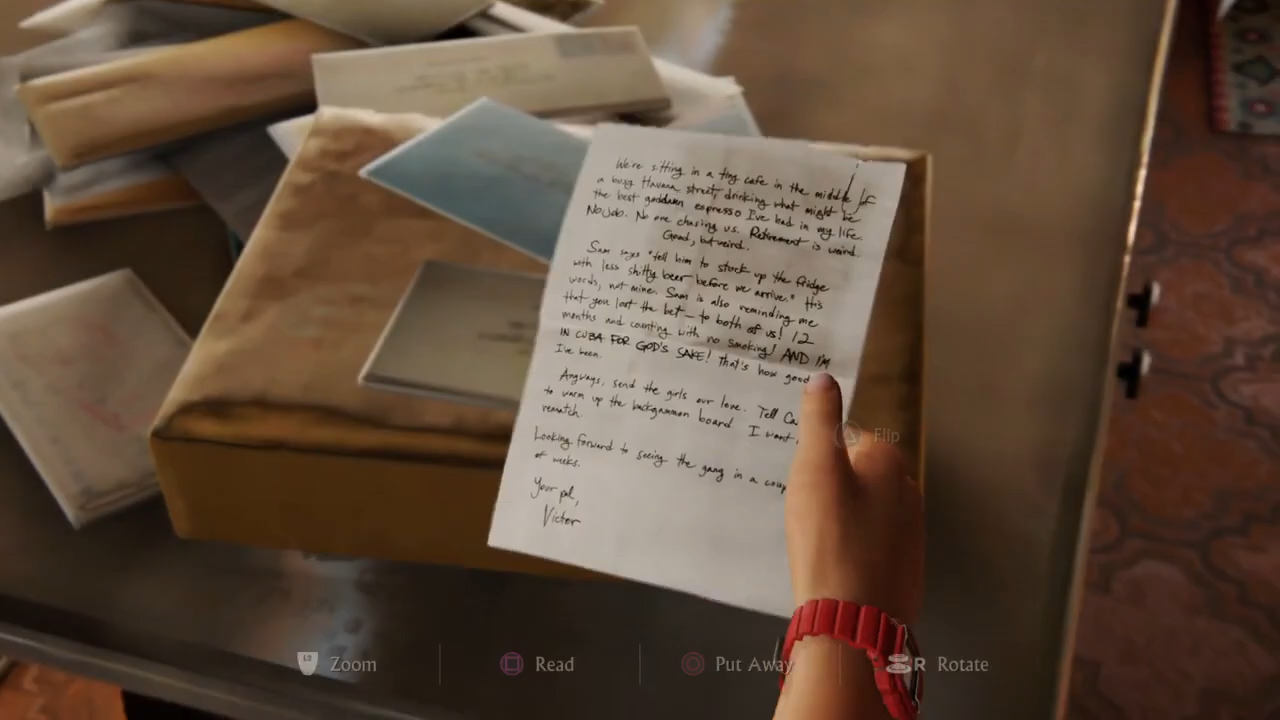 We're sitting in a tiny cafe in the middle of
a busy Havana street, drinking what might be
the best goddamn espresso I've had in my life.
No job. No one chasing us. Retirement is weird.
Good, but weird.
Sam says "tell him to stock up the fridge
with less shitty beer before we arrive." His
words, not mine. Sam is also reminding me
that you lost the bet — to both of us! 12
months and counting with no smoking! AND I'M
IN CUBA FOR GOD'S SAKE! That's how good
I've been.
Anyways, send the girls our love. Tell Ca
to warm up the backgammon board. I want
rematch.
Looking forward to seeing the gang in a coup
of weeks.
Your pal,
Victor
Flip
Zoom
Read
Put Away
R Rotate